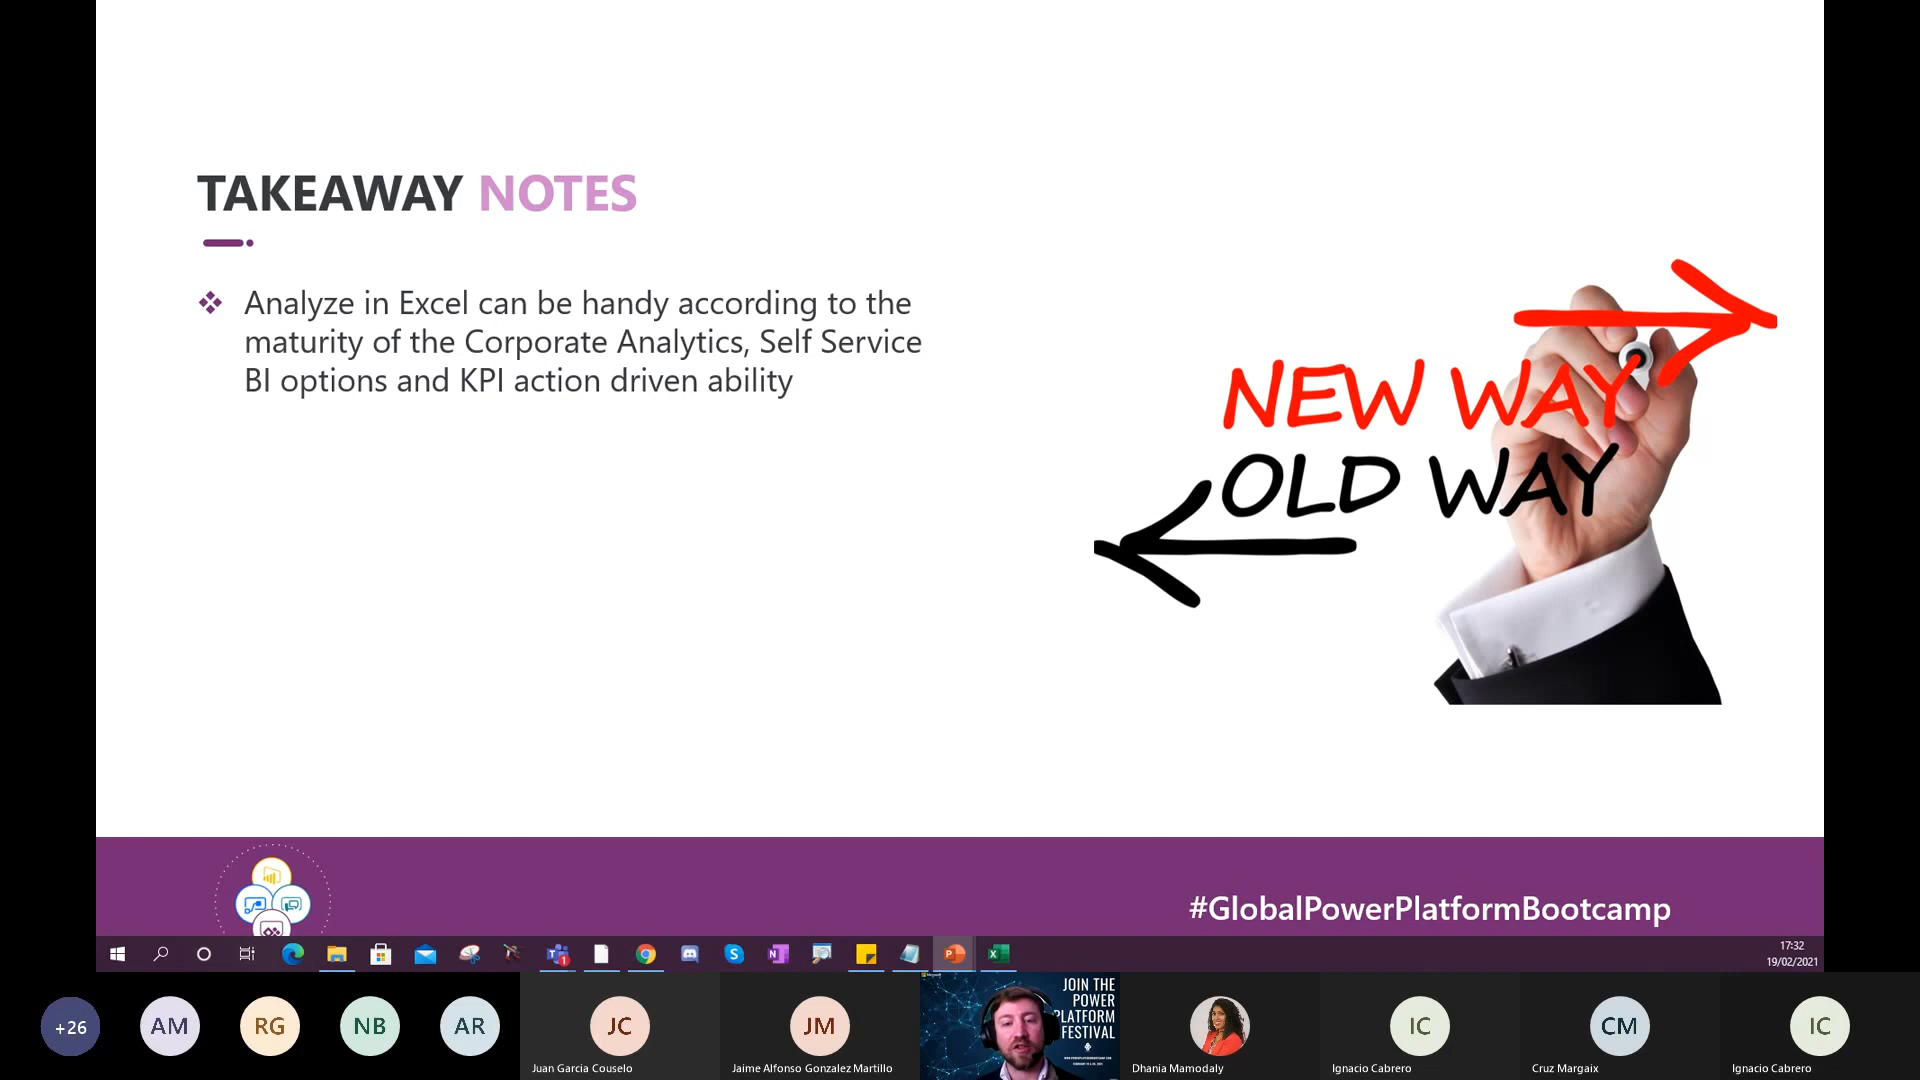 TAKEAWAY NOTES
Analyze in Excel can be handy according to the
maturity of the Corporate Analytics, Self Service
BI options and KPI action driven ability
NEW WAY
OLD WAY
#GlobalPowerPlatformBootcamp
17:32
19/02/2021
+26
AM
RG
NB
AR
JC
Juan Garcia Couselo
JM
Jaime Alfonso Gonzalez Martillo
JOIN THE
POWER
PLATFORM
FESTIVAL
Dhania Mamodaly
IC
Ignacio Cabrero
CM
Cruz Margaix
IC
Ignacio Cabrero